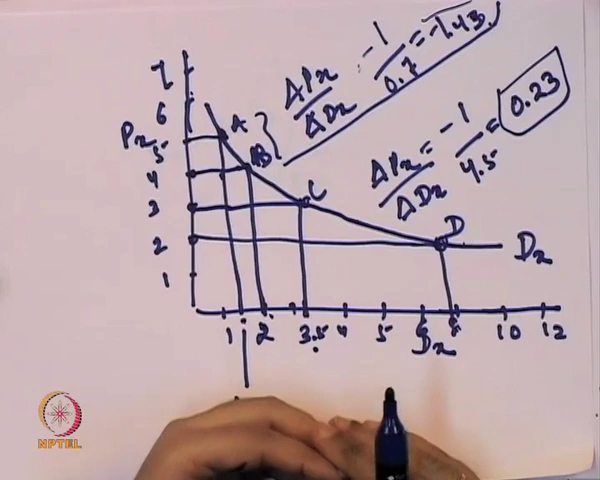 ΔPx
ΔDx
-1
0.7
= -1.43
ΔPx
ΔDx
= -1
4.5
= 0.23
7
6
Px
5
4
3
2
1
A
B
C
D
Dx
1 2 3.5 4 5 8 10 12
Dx
NPTEL